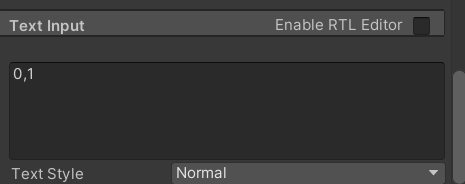 Text Input Enable RTL Editor
0,1
Text Style Normal